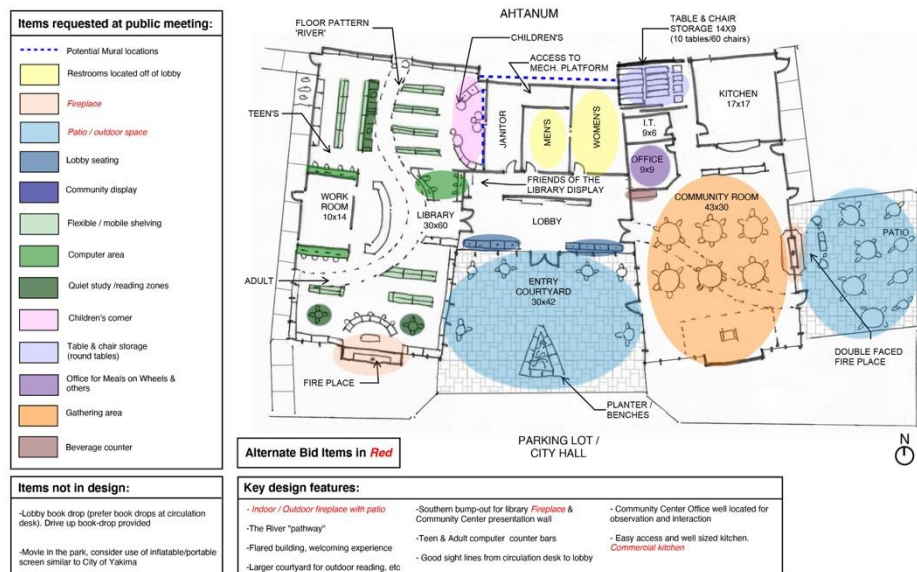 Items requested at public meeting:
Potential Mural locations
Restrooms located off of lobby
Fireplace
Patio / outdoor space
Lobby seating
Community display
Flexible / mobile shelving
Computer area
Quiet study /reading zones
Children's corner
Table & chair storage
(round tables)
Office for Meals on Wheels &
others
Gathering area
Beverage counter
AHTANUM
FLOOR PATTERN
'RIVER'
CHILDREN'S
TABLE & CHAIR
STORAGE 14X9
(10 tables/60 chairs)
ACCESS TO
MECH. PLATFORM
KITCHEN
17x17
TEEN'S
JANITOR
MEN'S
WOMEN'S
I.T.
9x6
OFFICE
9x9
FRIENDS OF THE
LIBRARY DISPLAY
WORK
ROOM
10x14
LIBRARY
30x60
LOBBY
COMMUNITY ROOM
43x30
PATIO
ADULT
ENTRY
COURTYARD
30x42
DOUBLE FACED
FIRE PLACE
FIRE PLACE
PLANTER /
BENCHES
PARKING LOT /
CITY HALL
N
Alternate Bid Items in Red
Items not in design:
-Lobby book drop (prefer book drops at circulation
desk). Drive up book-drop provided
-Movie in the park, consider use of inflatable/portable
screen similar to City of Yakima
Key design features:
- Indoor / Outdoor fireplace with patio
-The River "pathway"
-Flared building, welcoming experience
-Larger courtyard for outdoor reading, etc
-Southern bump-out for library Fireplace &
Community Center presentation wall
-Teen & Adult computer counter bars
- Good sight lines from circulation desk to lobby
- Community Center Office well located for
observation and interaction
- Easy access and well sized kitchen.
Commercial kitchen